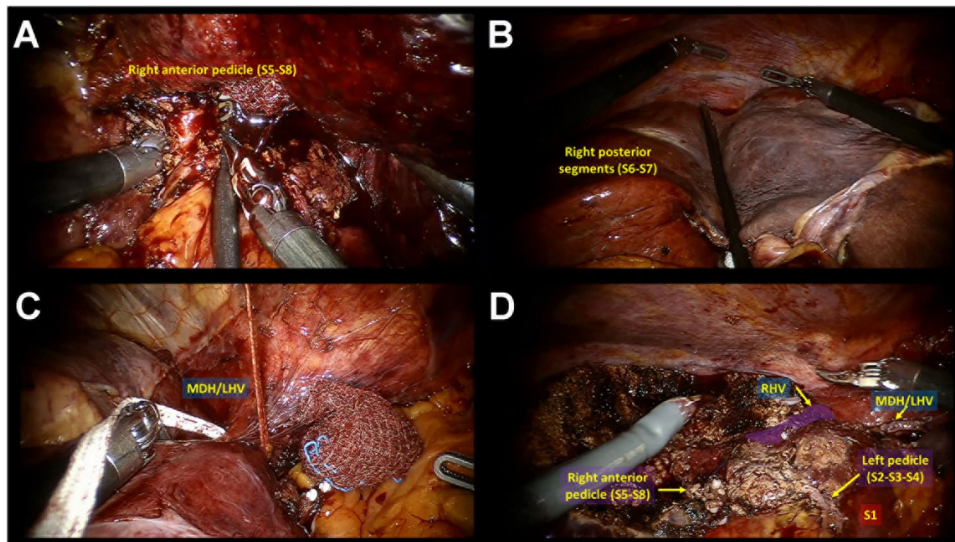 A
Right anterior pedicle (S5-S8)
B
Right posterior
segments (S6-S7)
C
MDH/LHV
D
RHV
MDH/LHV
Left pedicle
(S2-S3-S4)
Right anterior
pedicle (S5-S8)
S1